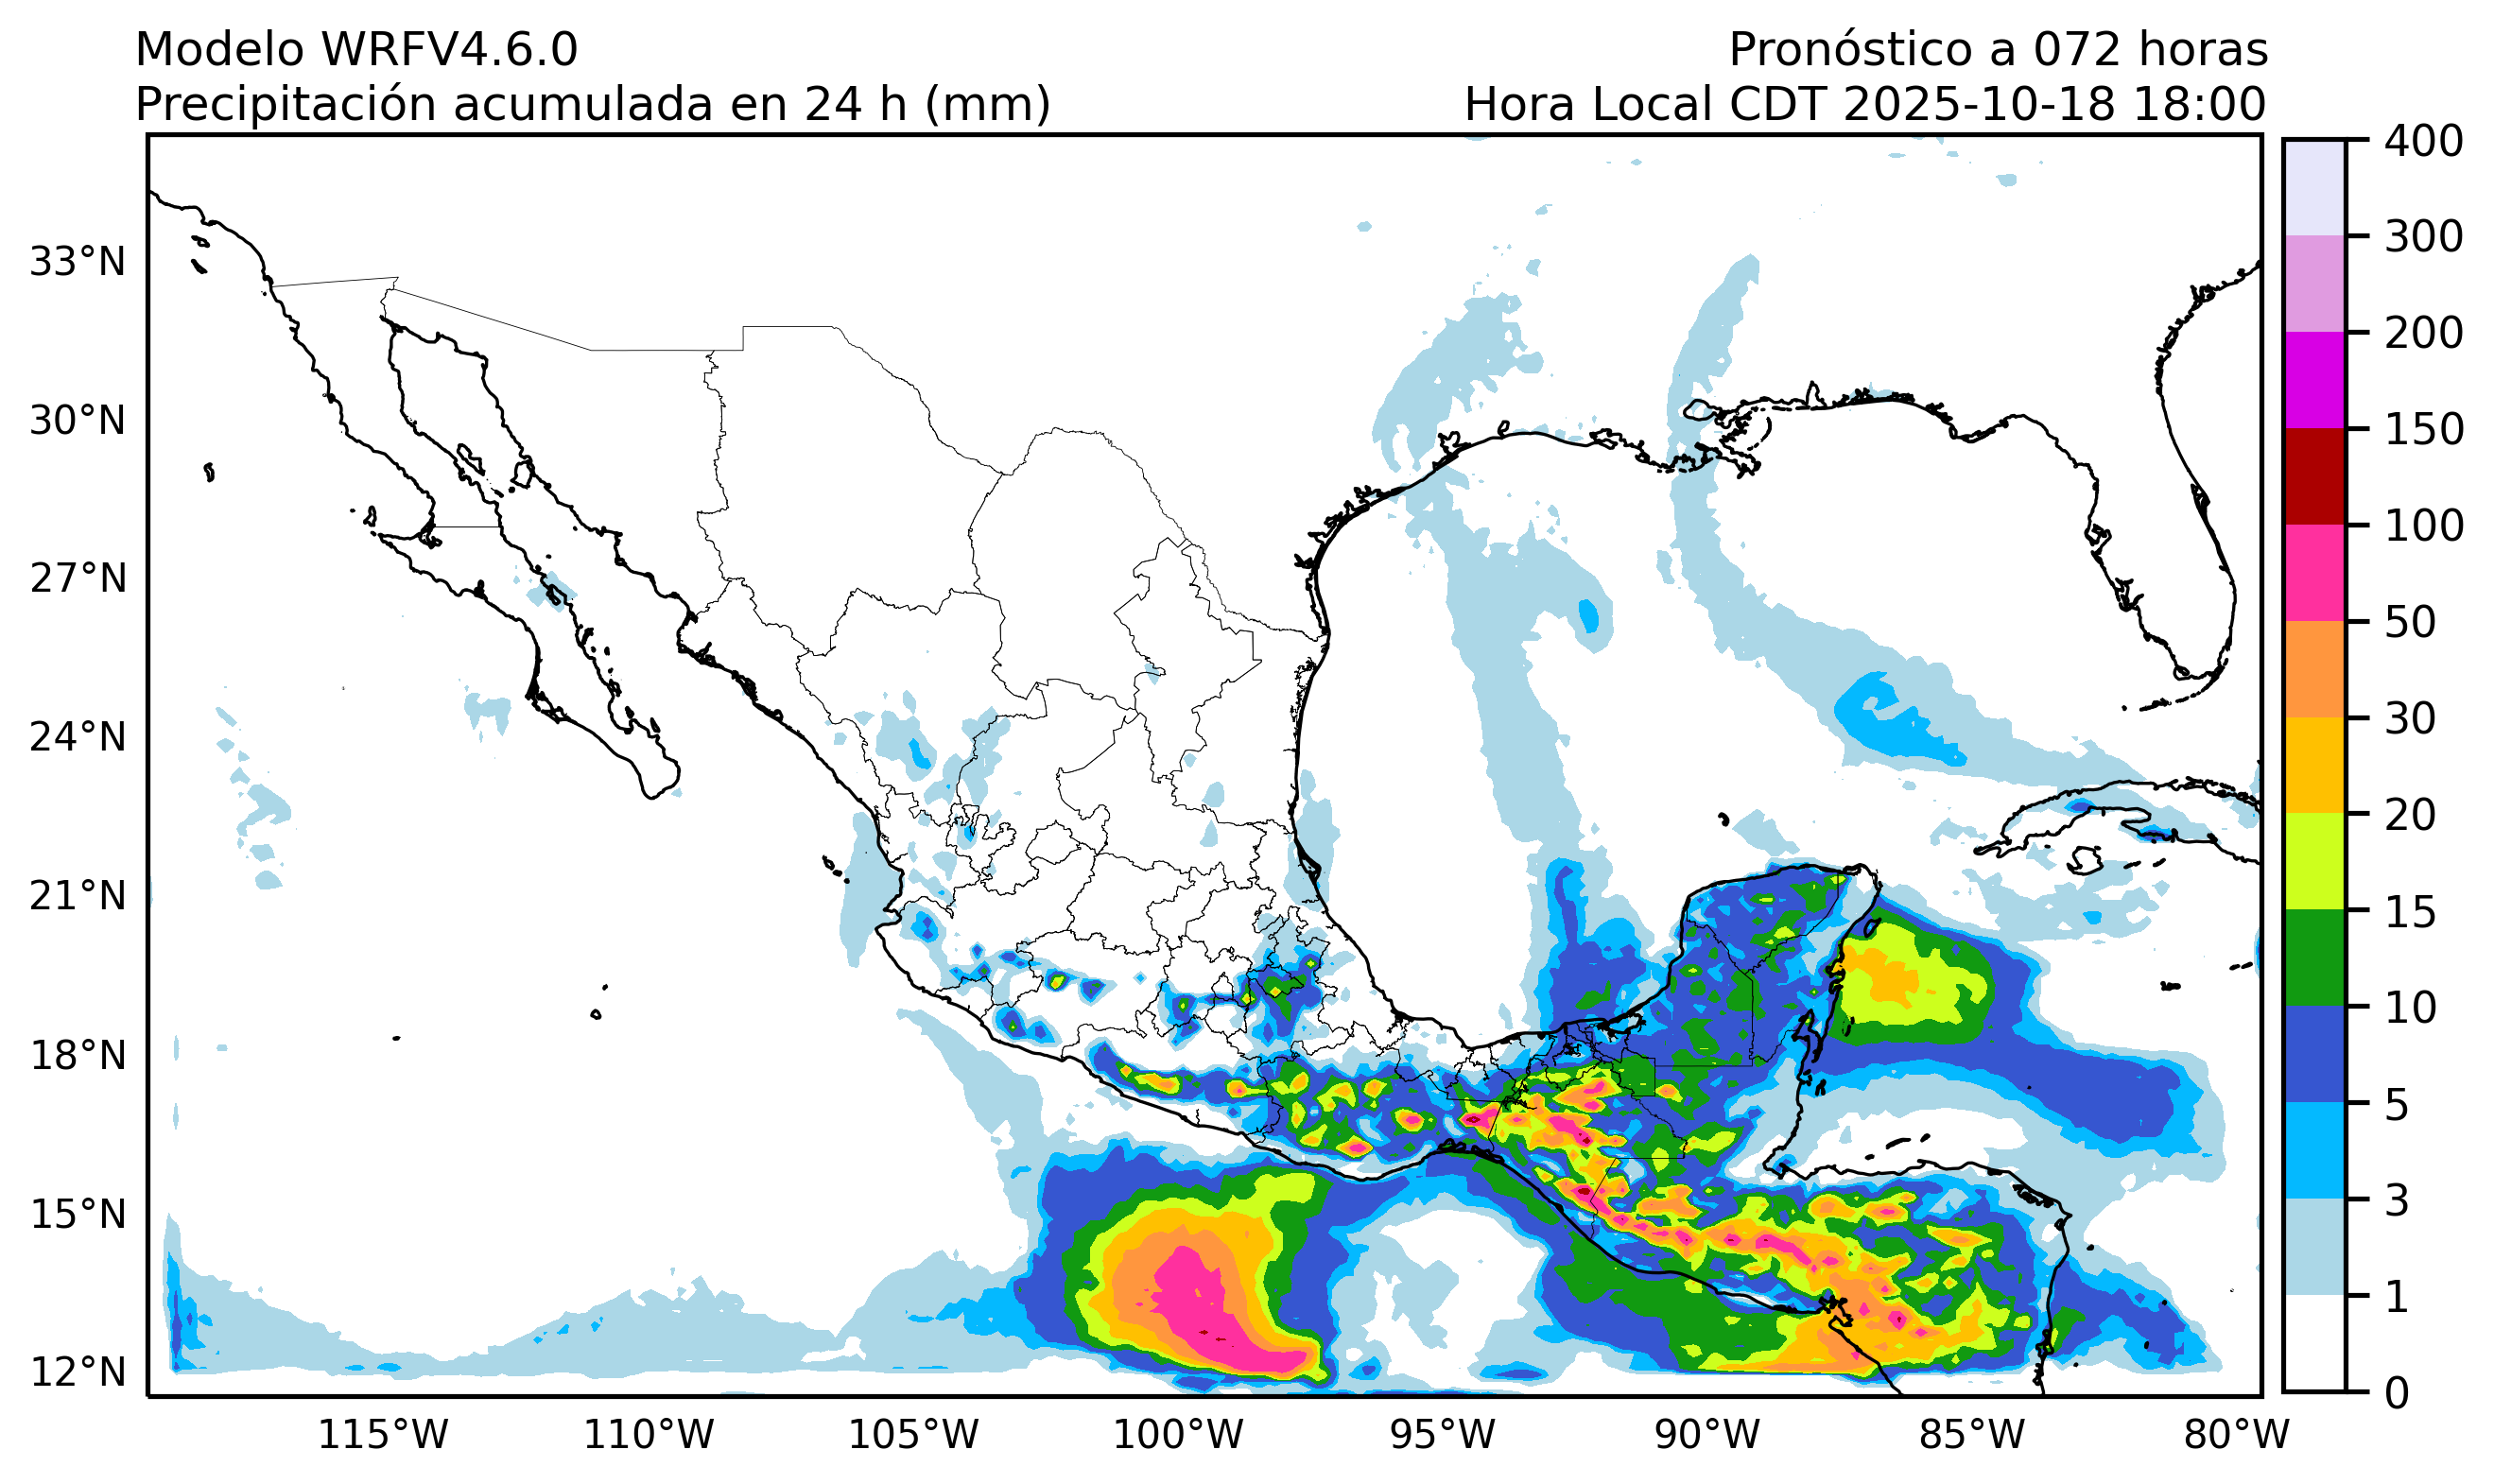 Modelo WRFV4.6.0
Pronóstico a 072 horas
Precipitación acumulada en 24 h (mm)
Hora Local CDT 2025-10-18 18:00
33°N
30°N
27°N
24°N
21°N
18°N
15°N
12°N
115°W
110°W
105°W
100°W
95°W
90°W
85°W
80°W
400
300
200
150
100
50
30
20
15
10
5
3
1
0